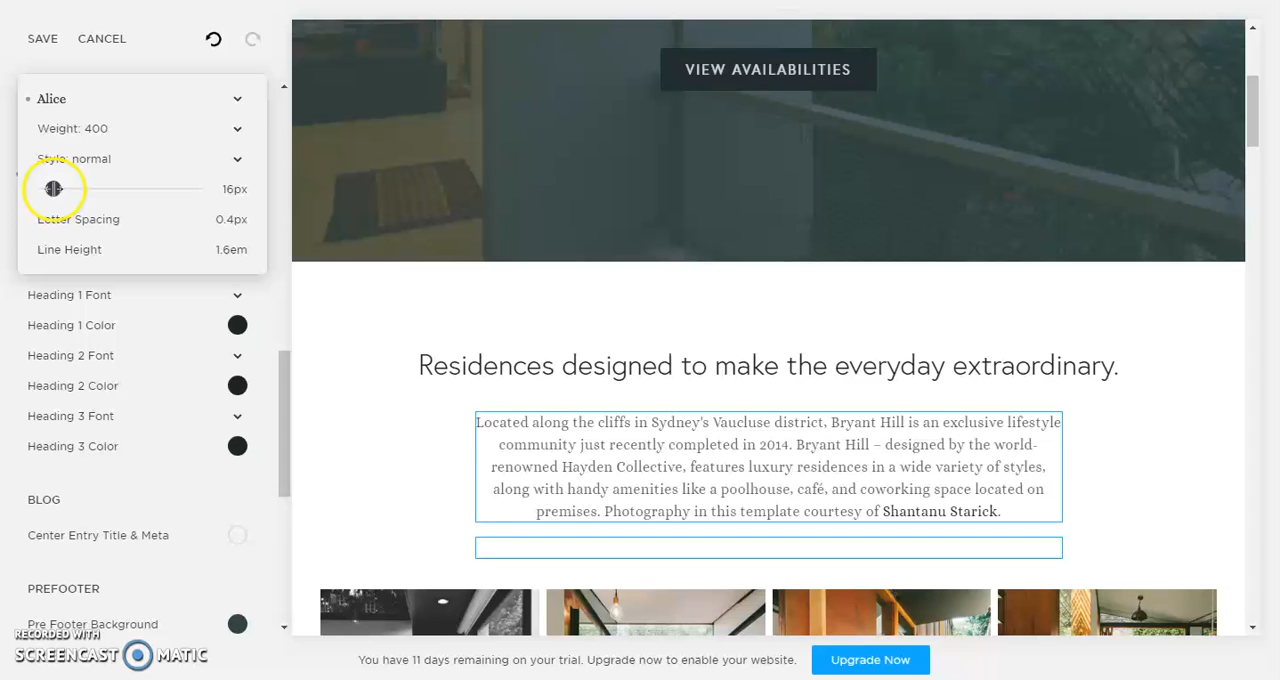 SAVE CANCEL
Alice
Weight: 400
Style: normal
16px
Letter Spacing 0.4px
Line Height 1.6em
Heading 1 Font
Heading 1 Color
Heading 2 Font
Heading 2 Color
Heading 3 Font
Heading 3 Color
BLOG
Center Entry Title & Meta
PREFOOTER
Pre Footer Background
RECORDED WITH
SCREENCAST MATIC
VIEW AVAILABILITIES
Residences designed to make the everyday extraordinary.
Located along the cliffs in Sydney's Vaucluse district, Bryant Hill is an exclusive lifestyle
community just recently completed in 2014. Bryant Hill – designed by the world-
renowned Hayden Collective, features luxury residences in a wide variety of styles,
along with handy amenities like a poolhouse, café, and coworking space located on
premises. Photography in this template courtesy of Shantanu Starick.
You have 11 days remaining on your trial. Upgrade now to enable your website. Upgrade Now